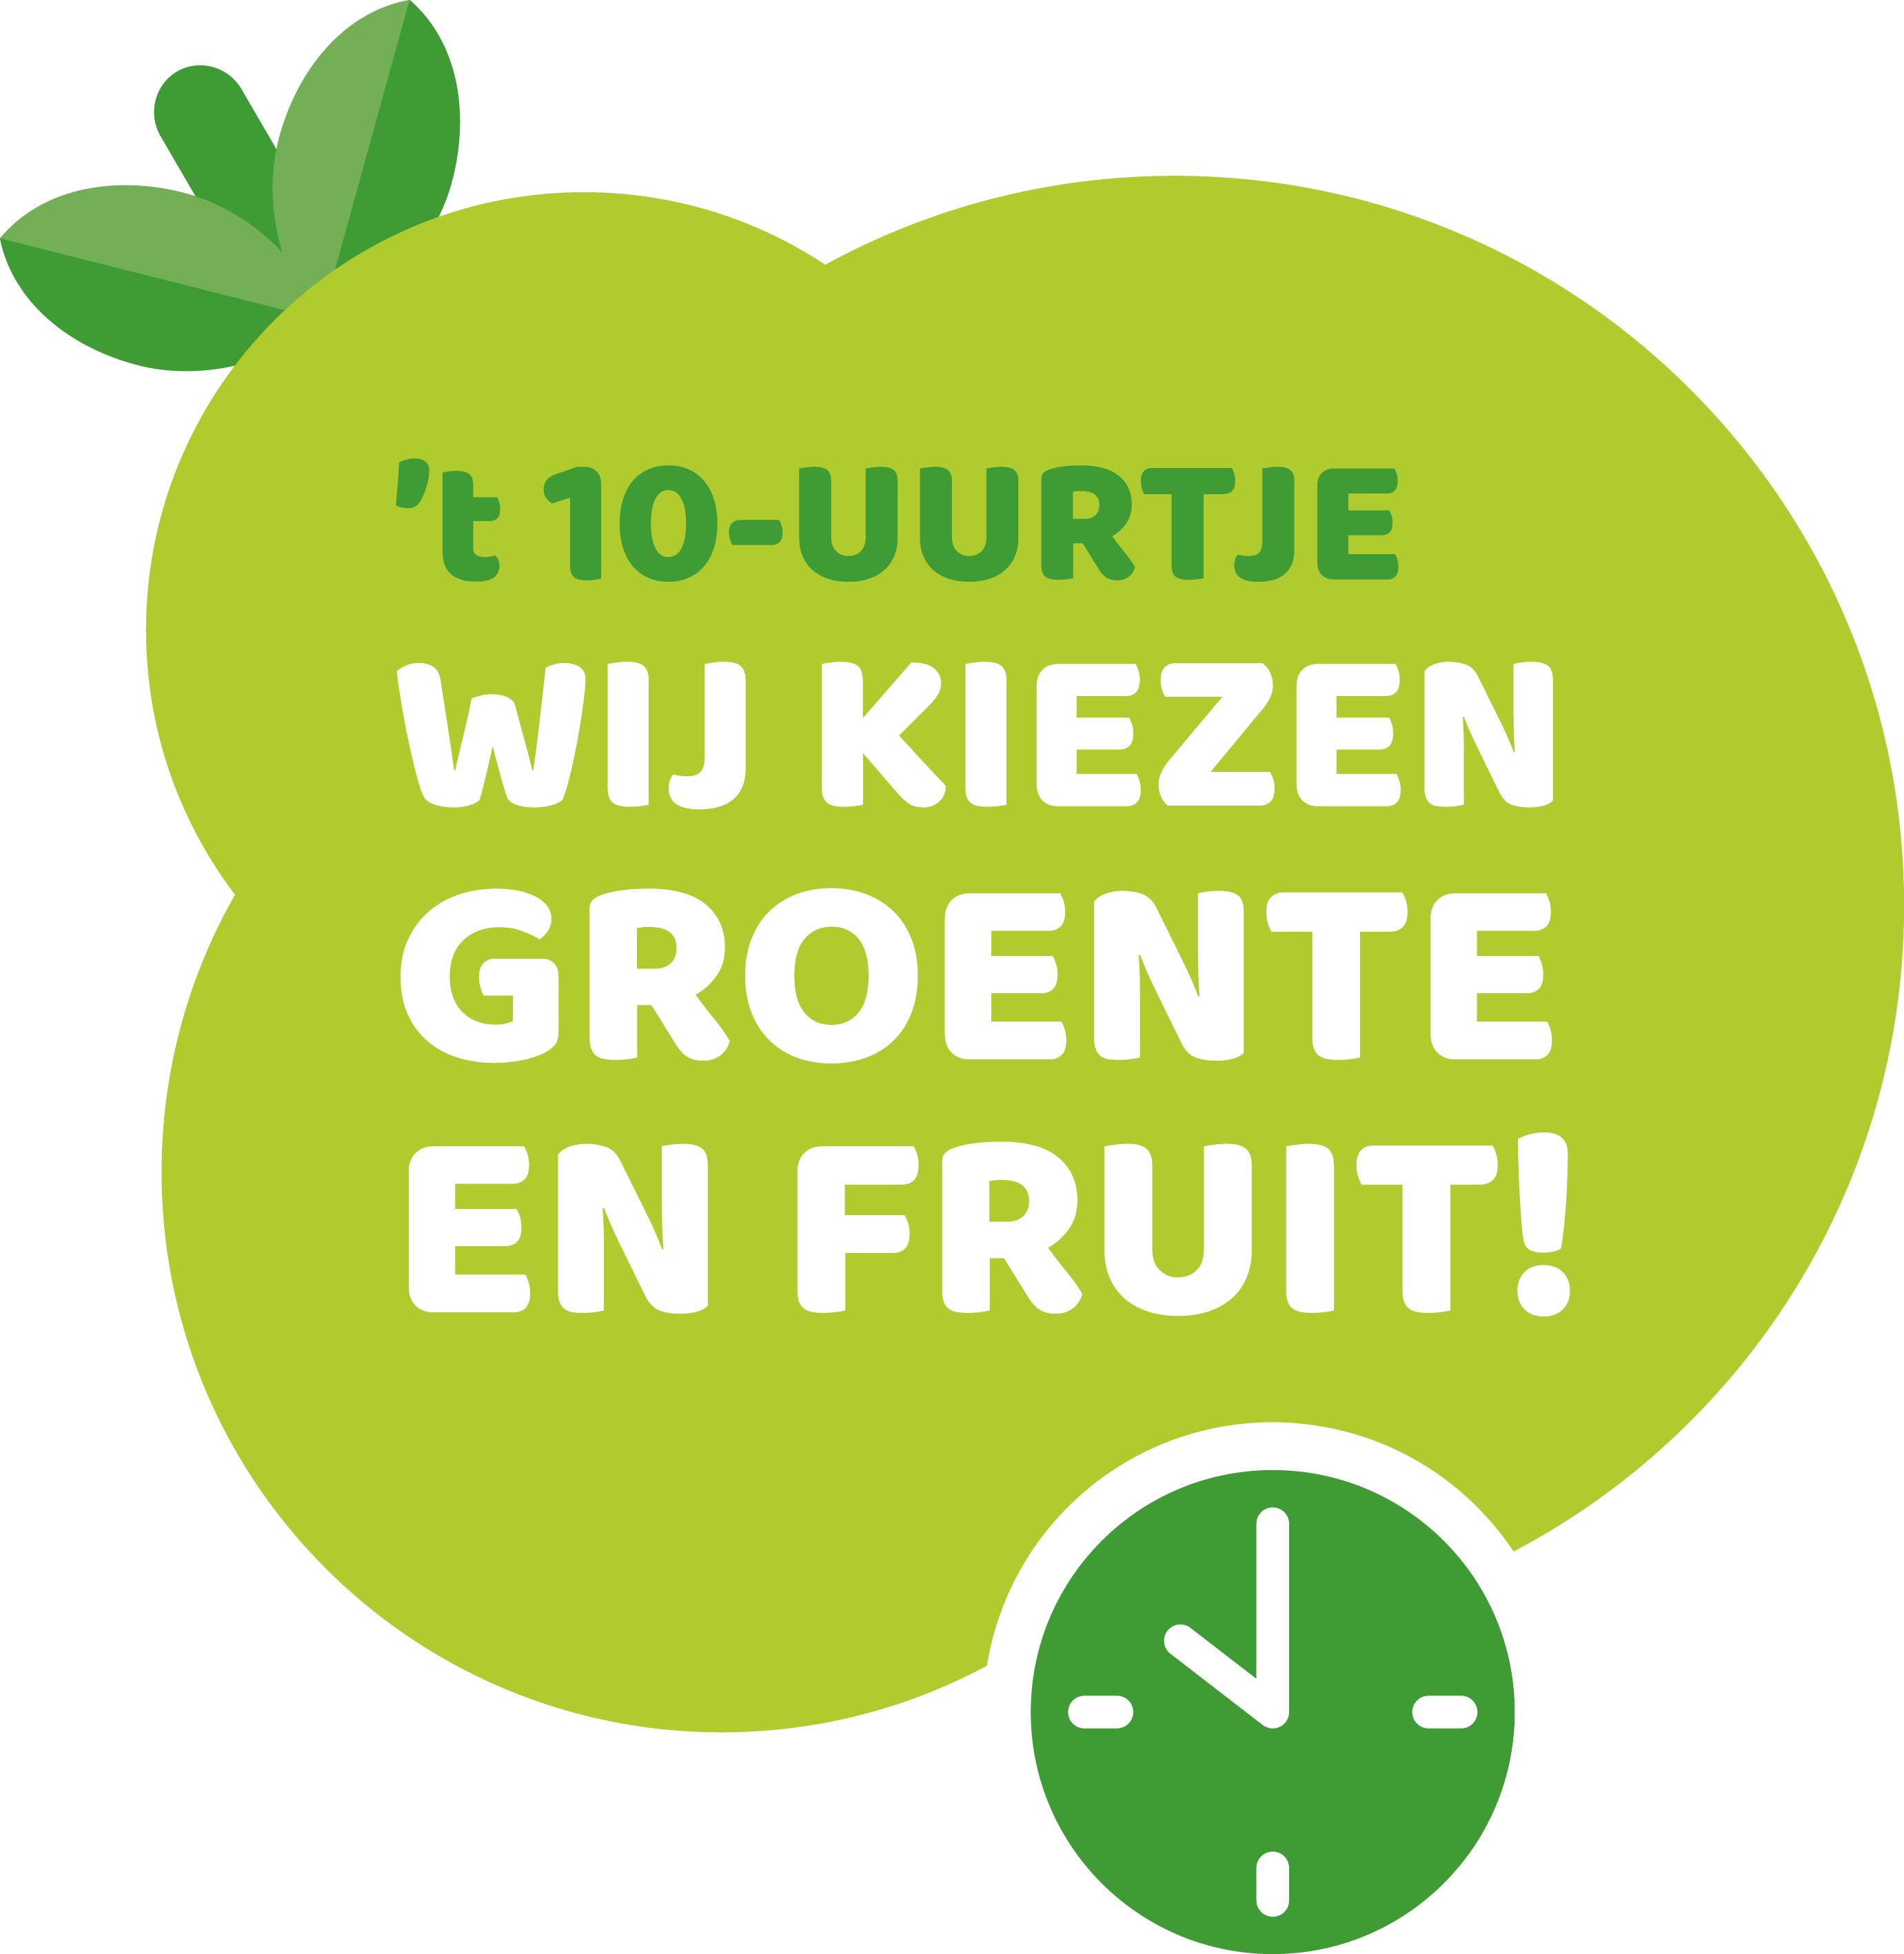 't 10-UURTJE
WIJ KIEZEN
GROENTE
EN FRUIT!